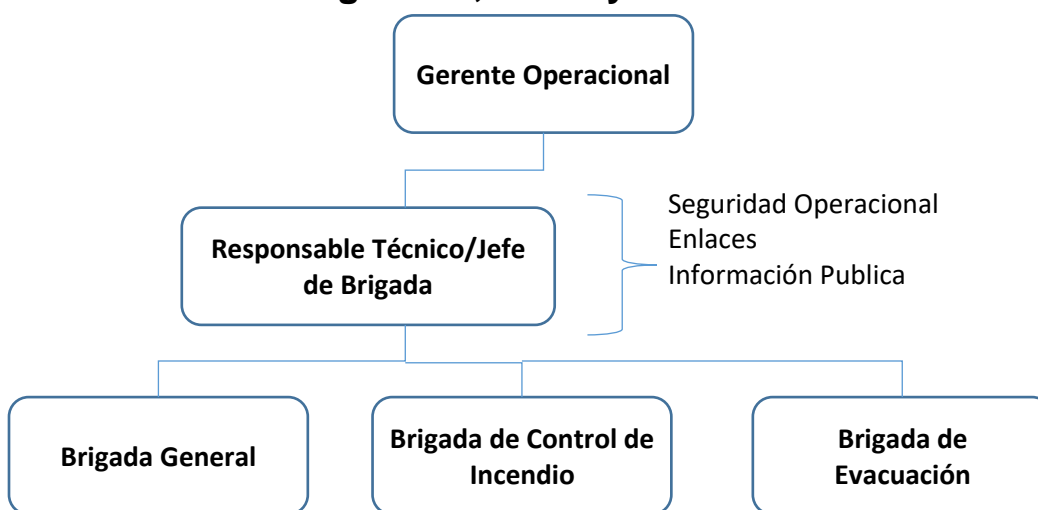 Gerente Operacional
Responsable Técnico/Jefe
de Brigada
Seguridad Operacional
Enlaces
Información Publica
Brigada General
Brigada de Control de
Incendio
Brigada de
Evacuación